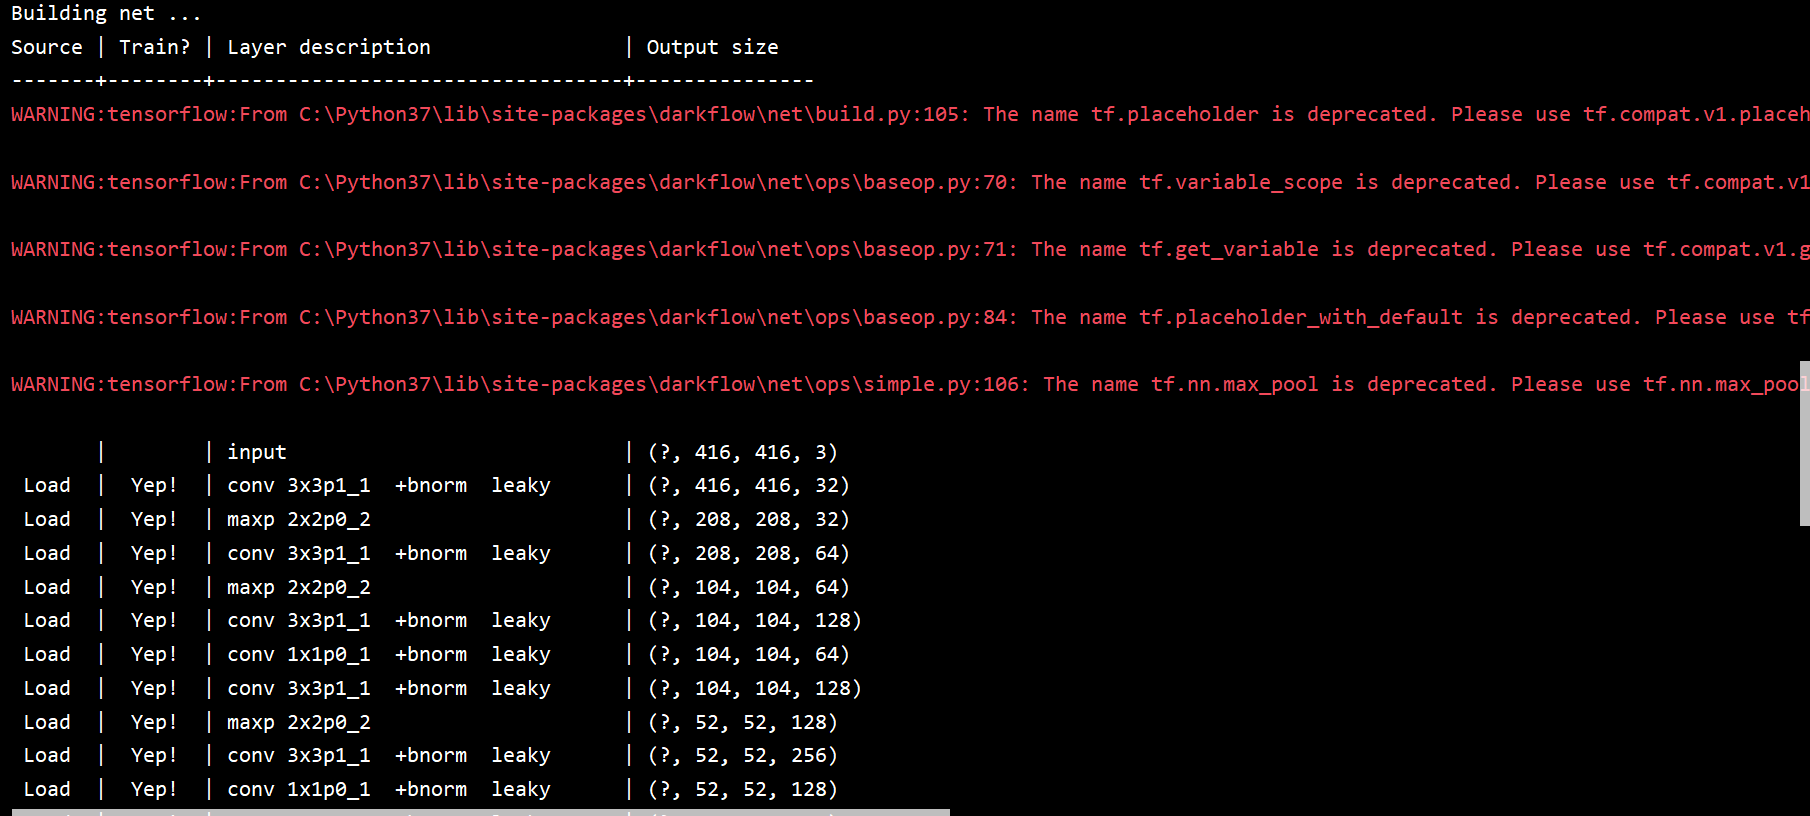 Building net ...
Source | Train? | Layer description                | Output size
-------+--------+----------------------------------+---------------
WARNING:tensorflow:From C:\Python37\lib\site-packages\darkflow\net\build.py:105: The name tf.placeholder is deprecated. Please use tf.compat.v1.placeh
WARNING:tensorflow:From C:\Python37\lib\site-packages\darkflow\net\ops\baseop.py:70: The name tf.variable_scope is deprecated. Please use tf.compat.v1
WARNING:tensorflow:From C:\Python37\lib\site-packages\darkflow\net\ops\baseop.py:71: The name tf.get_variable is deprecated. Please use tf.compat.v1.g
WARNING:tensorflow:From C:\Python37\lib\site-packages\darkflow\net\ops\baseop.py:84: The name tf.placeholder_with_default is deprecated. Please use tf
WARNING:tensorflow:From C:\Python37\lib\site-packages\darkflow\net\ops\simple.py:106: The name tf.nn.max_pool is deprecated. Please use tf.nn.max_pool
       |        | input                            | (?, 416, 416, 3)
 Load  |  Yep!  | conv 3x3p1_1  +bnorm  leaky      | (?, 416, 416, 32)
 Load  |  Yep!  | maxp 2x2p0_2                     | (?, 208, 208, 32)
 Load  |  Yep!  | conv 3x3p1_1  +bnorm  leaky      | (?, 208, 208, 64)
 Load  |  Yep!  | maxp 2x2p0_2                     | (?, 104, 104, 64)
 Load  |  Yep!  | conv 3x3p1_1  +bnorm  leaky      | (?, 104, 104, 128)
 Load  |  Yep!  | conv 1x1p0_1  +bnorm  leaky      | (?, 104, 104, 64)
 Load  |  Yep!  | conv 3x3p1_1  +bnorm  leaky      | (?, 104, 104, 128)
 Load  |  Yep!  | maxp 2x2p0_2                     | (?, 52, 52, 128)
 Load  |  Yep!  | conv 3x3p1_1  +bnorm  leaky      | (?, 52, 52, 256)
 Load  |  Yep!  | conv 1x1p0_1  +bnorm  leaky      | (?, 52, 52, 128)